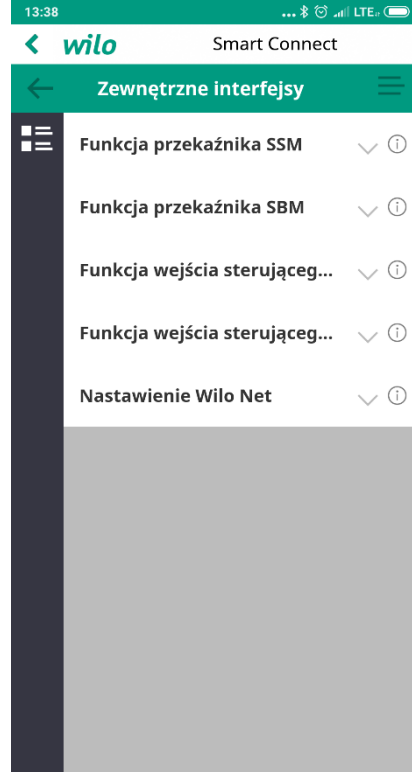 13:38
LTE
wilo Smart Connect
Zewnętrzne interfejsy
Funkcja przekaźnika SSM
Funkcja przekaźnika SBM
Funkcja wejścia sterująceg...
Funkcja wejścia sterująceg...
Nastawienie Wilo Net